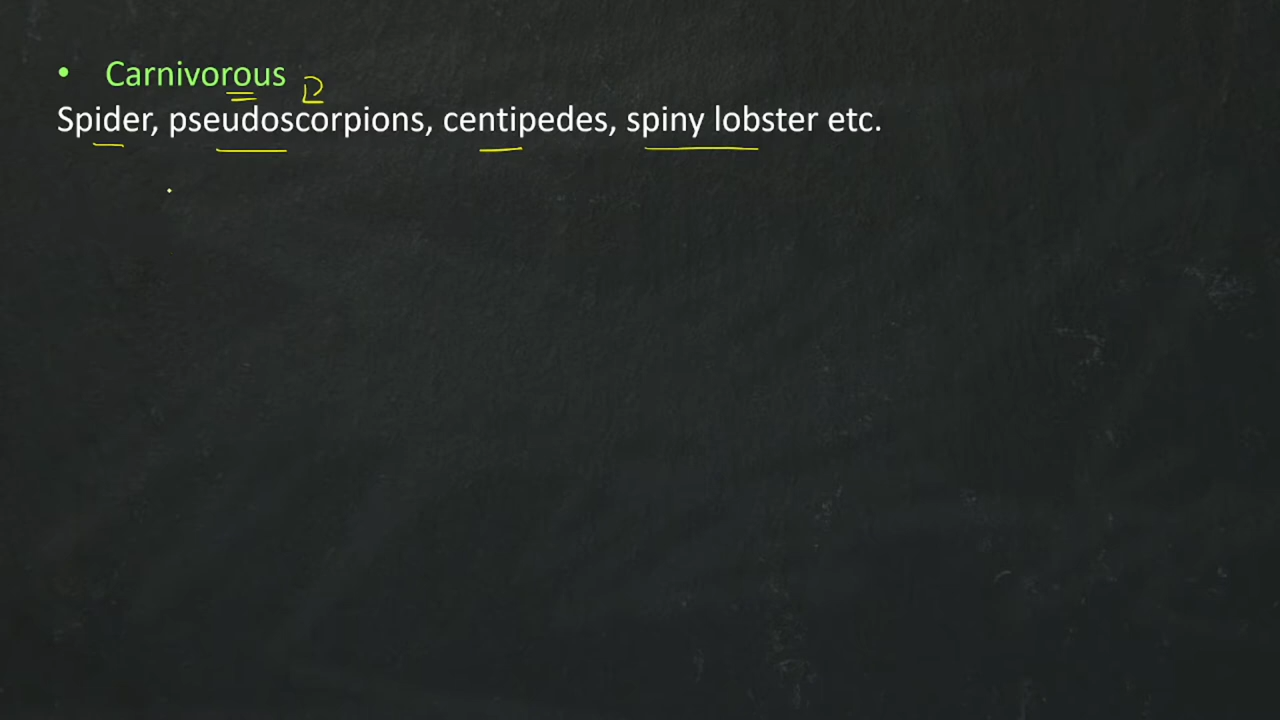 • Carnivorous
Spider, pseudoscorpions, centipedes, spiny lobster etc.